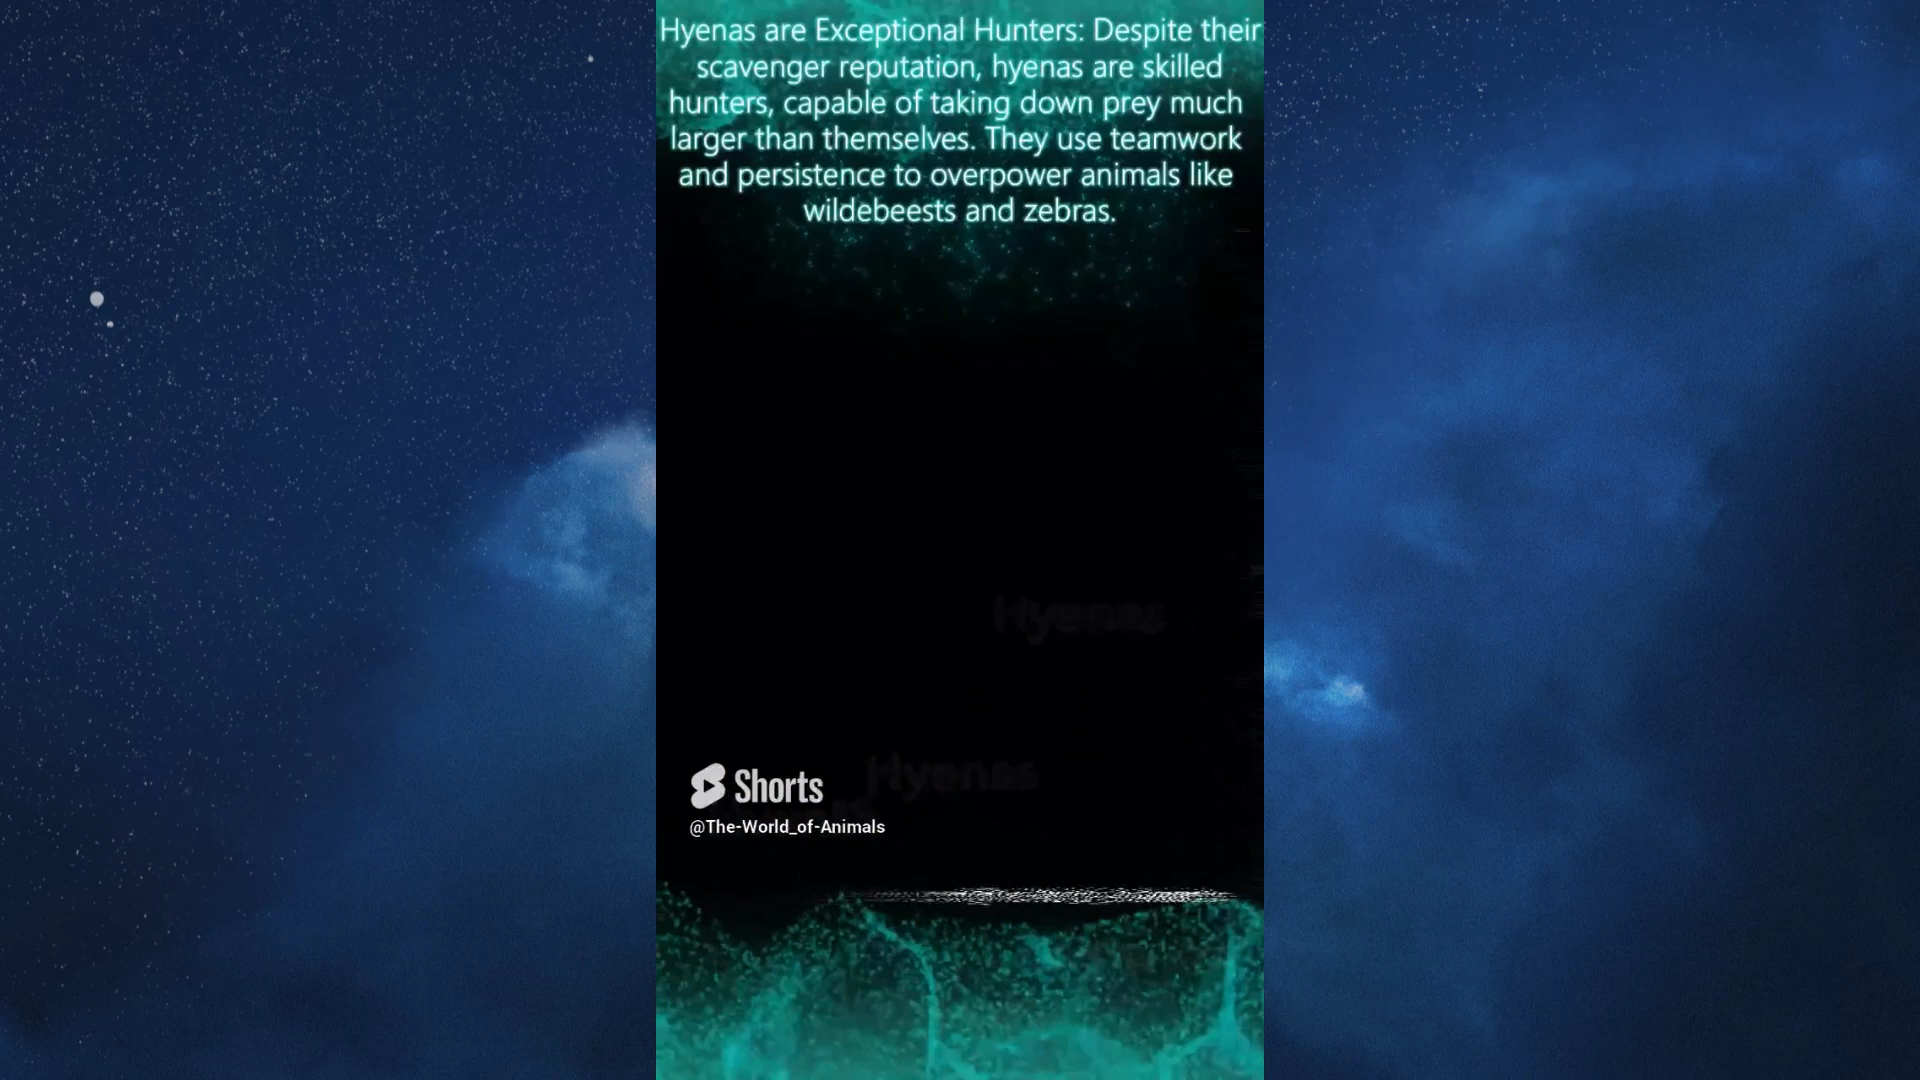 Hyenas are Exceptional Hunters: Despite their
scavenger reputation, hyenas are skilled
hunters, capable of taking down prey much
larger than themselves. They use teamwork
and persistence to overpower animals like
wildebeests and zebras.
Hyenas
Hyenas
Shorts
@The-World_of-Animals